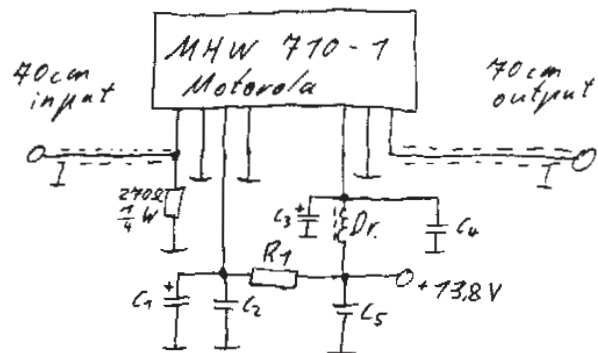 MHW 710-1
Motorola
70cm
input
70cm
output
270Ω
1/4 W
C3
+
Dr.
C4
R1
+13,8V
C1
+
C2
C5